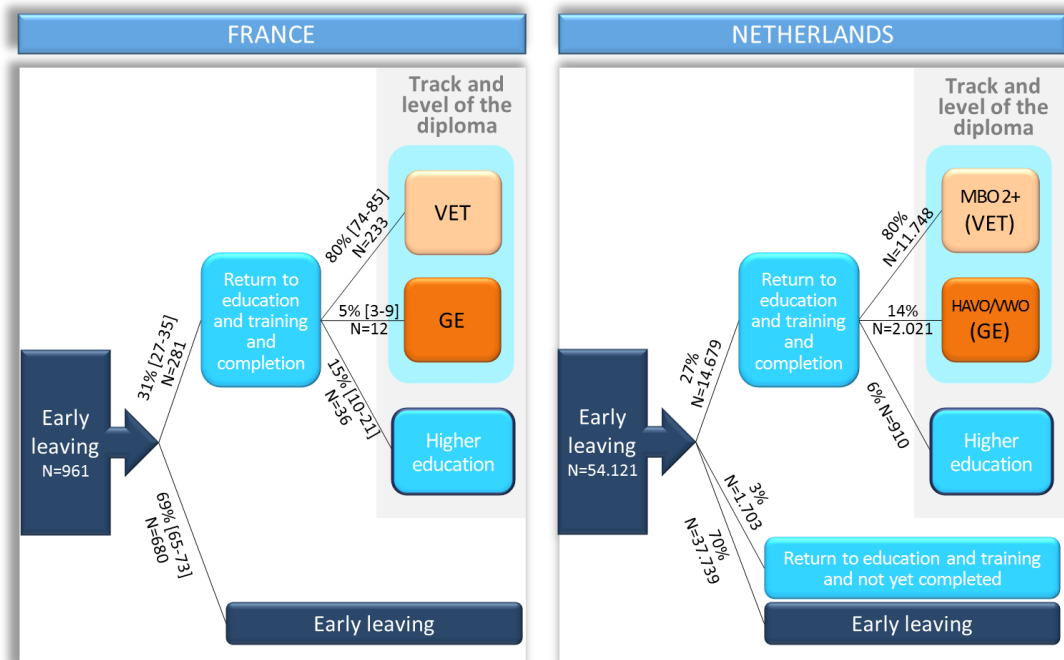 FRANCE
Track and
level of the
diploma
VET
80% [74-85]
N=233
GE
5% [3-9]
N=12
Return to
education
and training
and
completion
31% [27-35]
N=281
15% [10-21]
N=36
Early
leaving
N=961
Higher
education
69% [65-73]
N=680
Early leaving
NETHERLANDS
Track and
level of the
diploma
MBO 2+
(VET)
80%
N=11.748
HAVO/VWO
(GE)
14%
N=2.021
Return to
education
and training
and
completion
27%
N=14.679
6% N=910
Early
leaving
N=54.121
Higher
education
3%
N=1.703
70%
N=37.739
Return to education and training
and not yet completed
Early leaving